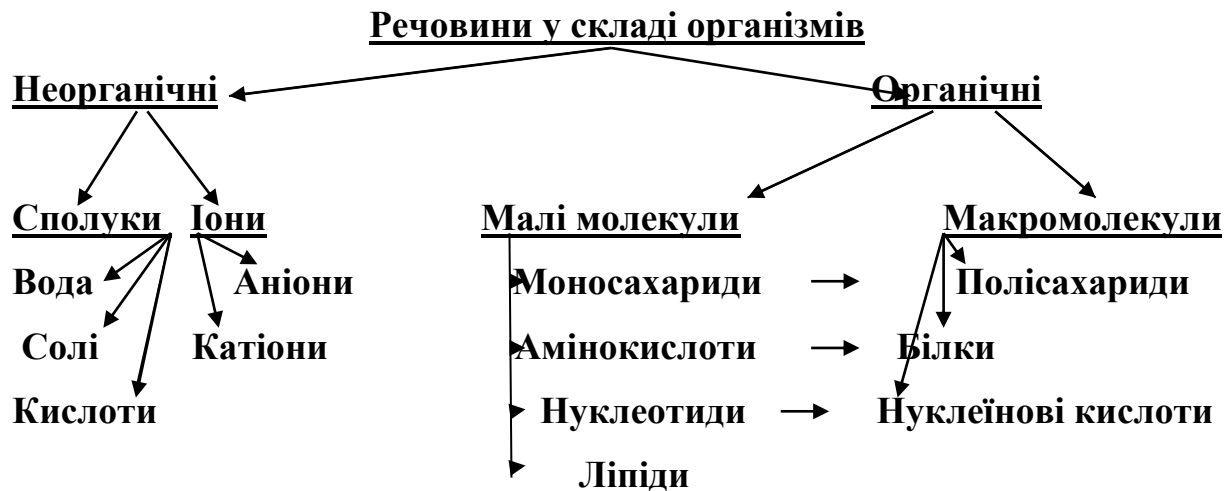 Речовини у складі організмів
Неорганічні Органічні
Сполуки Іони Малі молекули Макромолекули
Вода Аніони Моносахариди Полісахариди
Солі Катіони Амінокислоти Білки
Кислоти Нуклеотиди Нуклеїнові кислоти
Ліпіди